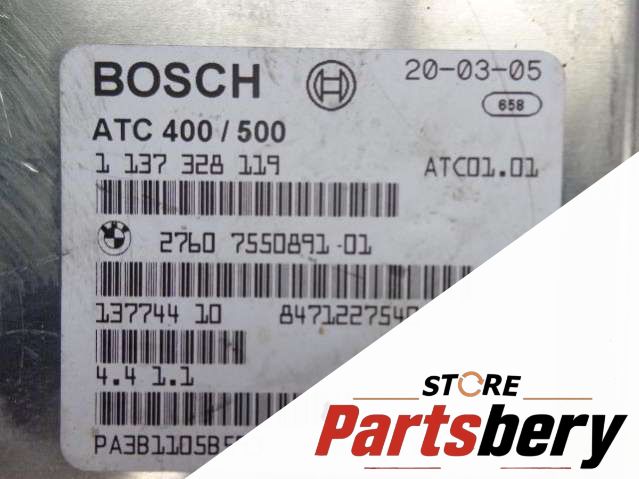 BOSCH
20-03-05
658
ATC 400 / 500
1 137 328 119
ATC01.01
2760 7550891-01
137744 10
4.4 1.1
STORE
Partsbery